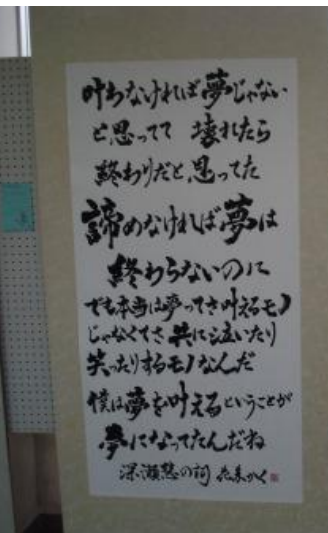 叶わなければ夢じゃない
と思ってて 壊れたら
終わりだと思ってた
諦めなければ夢は
終わらないのに
でも本当は夢ってさ叶えるモノ
じゃなくてさ共に泣いたり
笑ったりするモノなんだ
僕は夢を叶えるということが
夢になってたんだね
深瀬慧の詞 かく